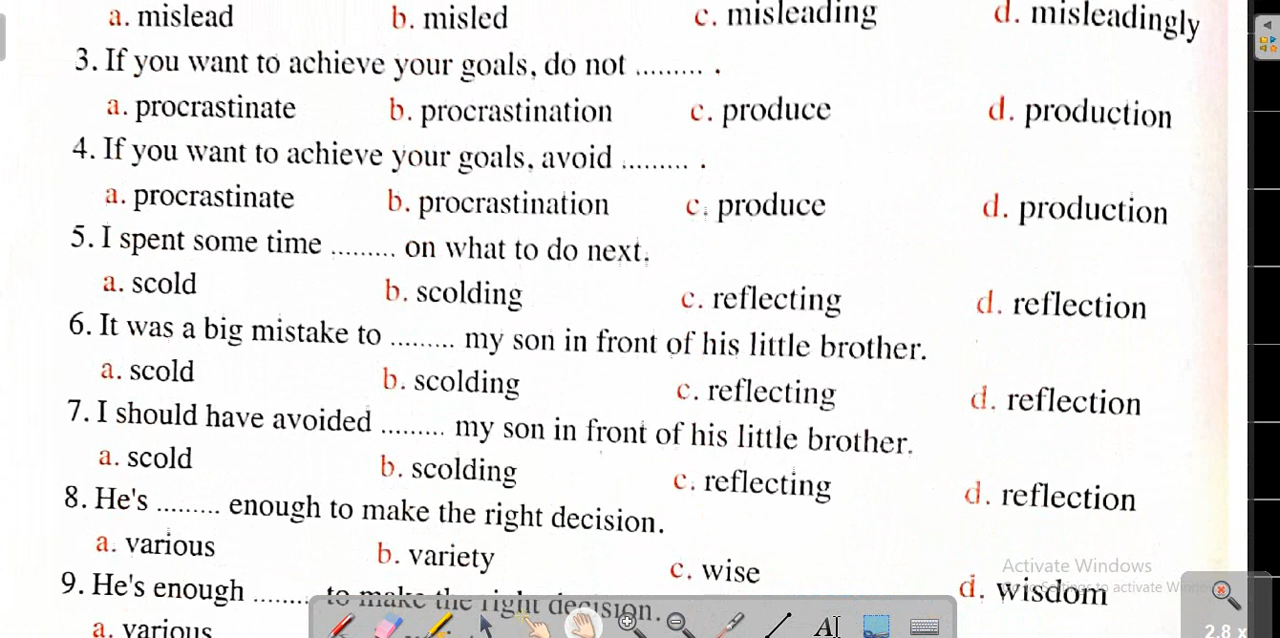 a. mislead b. misled c. misleading d. misleadingly
3. If you want to achieve your goals, do not ......... .
a. procrastinate b. procrastination c. produce d. production
4. If you want to achieve your goals, avoid ......... .
a. procrastinate b. procrastination c. produce d. production
5. I spent some time ......... on what to do next.
a. scold b. scolding c. reflecting d. reflection
6. It was a big mistake to ......... my son in front of his little brother.
a. scold b. scolding c. reflecting d. reflection
7. I should have avoided ......... my son in front of his little brother.
a. scold b. scolding c. reflecting d. reflection
8. He's ......... enough to make the right decision.
a. various b. variety c. wise d. wisdom
Activate Windows
to activate
9. He's enough ......... to make the right decision.
a. various
A
2.8 x